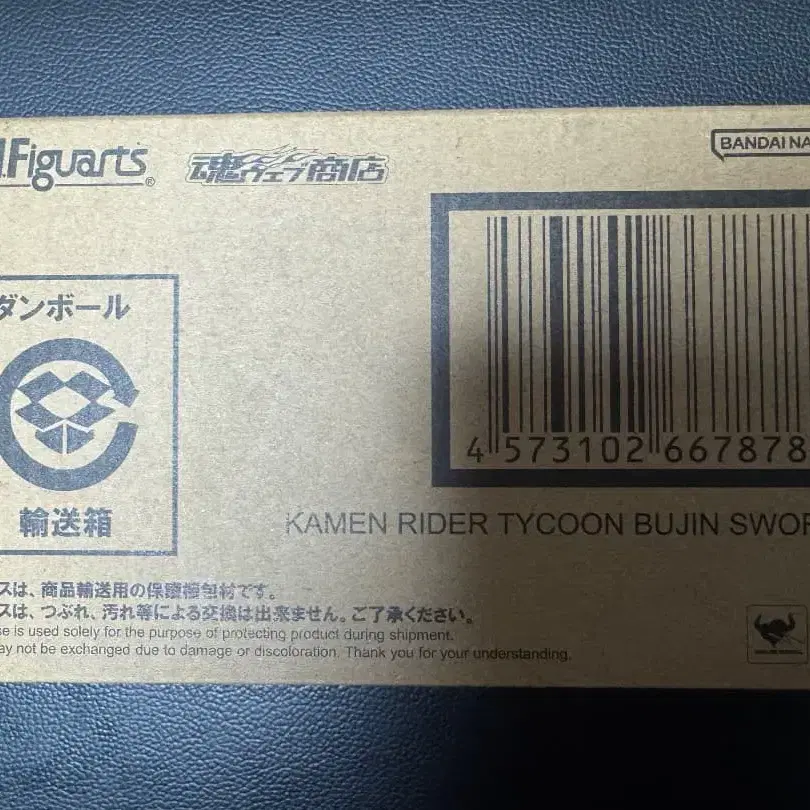 .Figuarts®
魂ウェブ商店
BANDAI NA
ダンボール
輸送箱
4 573102 667878
KAMEN RIDER TYCOON BUJIN SWOR
スは、商品輸送用の保護梱包材です。
スは、つぶれ、汚れ等による交換は出来ません。ご了承ください。
se is used solely for the purpose of protecting product during shipment.
ay not be exchanged due to damage or discoloration. Thank you for your understanding.